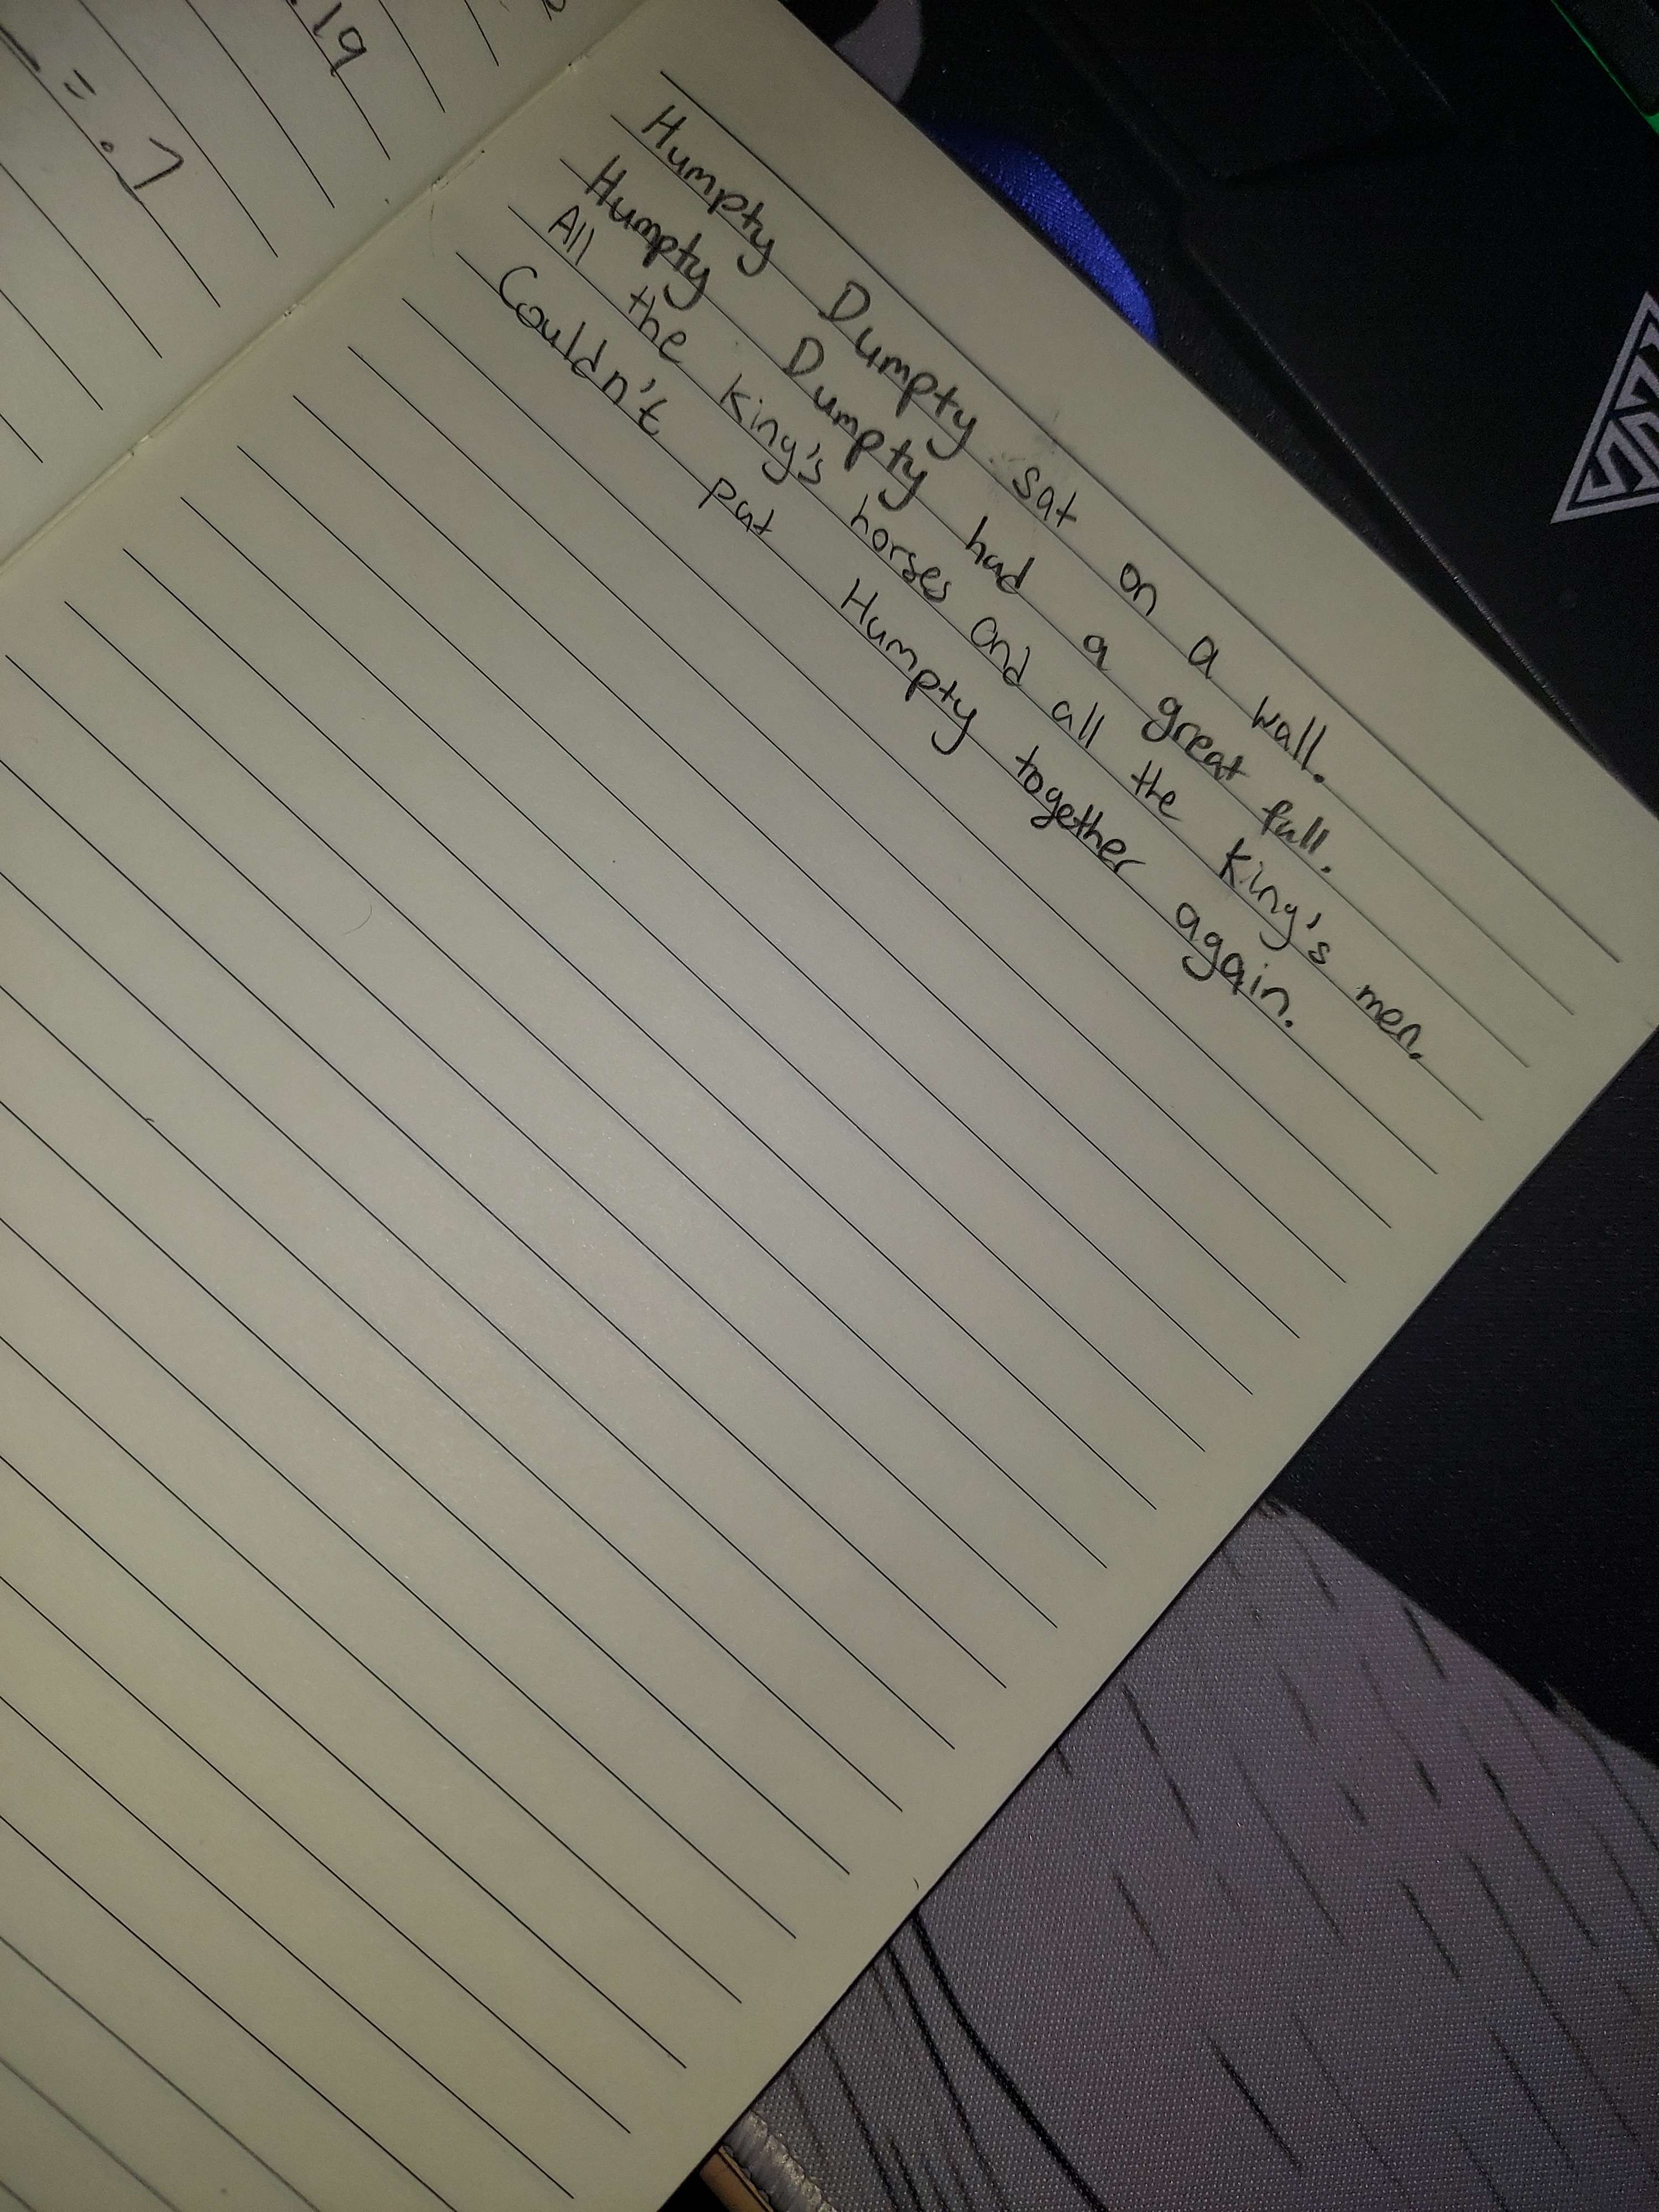 .19
= .7
Humpty Dumpty sat on a wall.
Humpty Dumpty had a great fall.
All the king's horses and all the king's men.
Couldn't put Humpty together again.